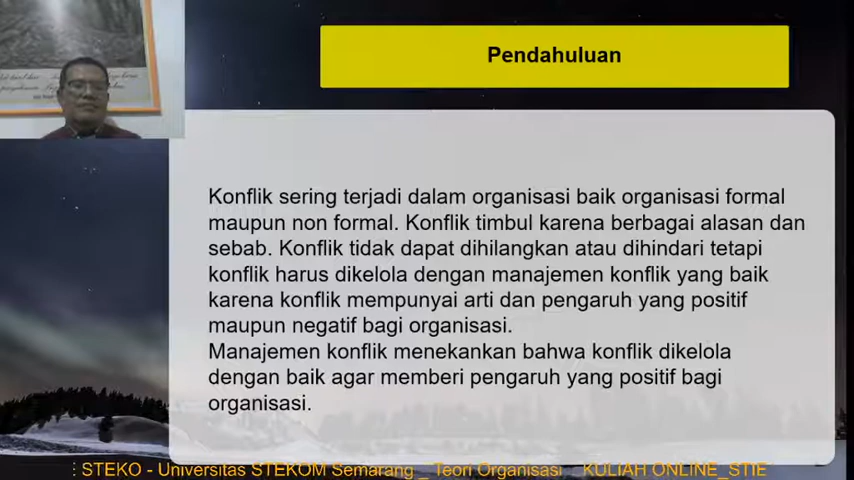 Pendahuluan
Konflik sering terjadi dalam organisasi baik organisasi formal
maupun non formal. Konflik timbul karena berbagai alasan dan
sebab. Konflik tidak dapat dihilangkan atau dihindari tetapi
konflik harus dikelola dengan manajemen konflik yang baik
karena konflik mempunyai arti dan pengaruh yang positif
maupun negatif bagi organisasi.
Manajemen konflik menekankan bahwa konflik dikelola
dengan baik agar memberi pengaruh yang positif bagi
organisasi.
STEKO - Universitas STEKOM Semarang _ Teori Organisasi _ KULIAH ONLINE_STIE